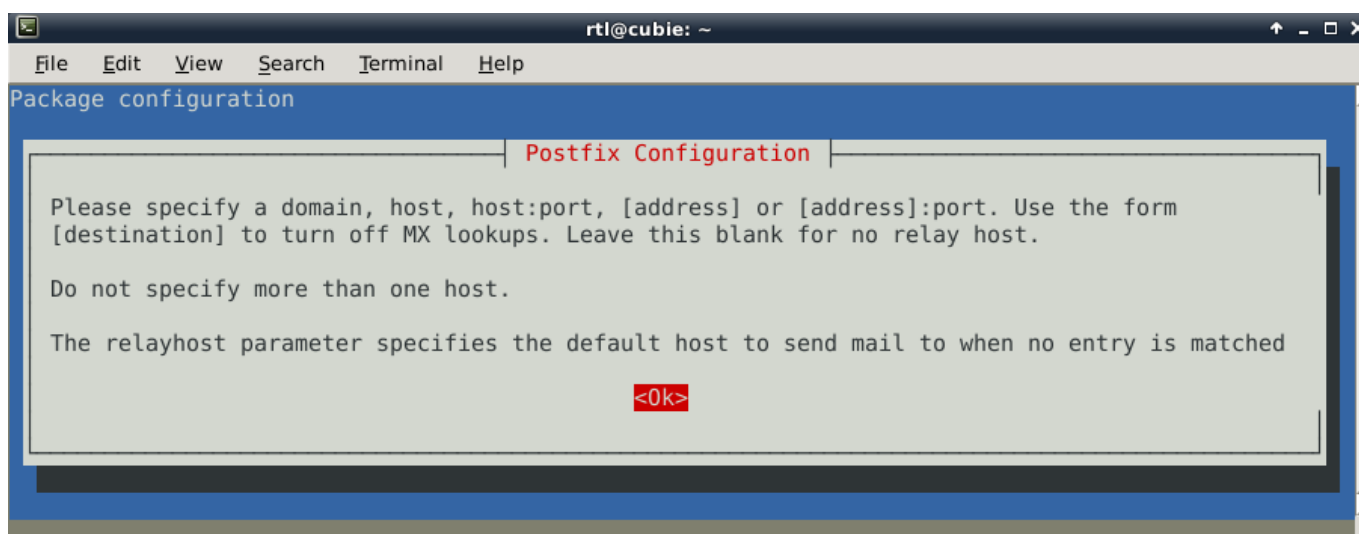 rtl@cubie: ~
File Edit View Search Terminal Help
Package configuration
Postfix Configuration
Please specify a domain, host, host:port, [address] or [address]:port. Use the form
[destination] to turn off MX lookups. Leave this blank for no relay host.
Do not specify more than one host.
The relayhost parameter specifies the default host to send mail to when no entry is matched
<Ok>